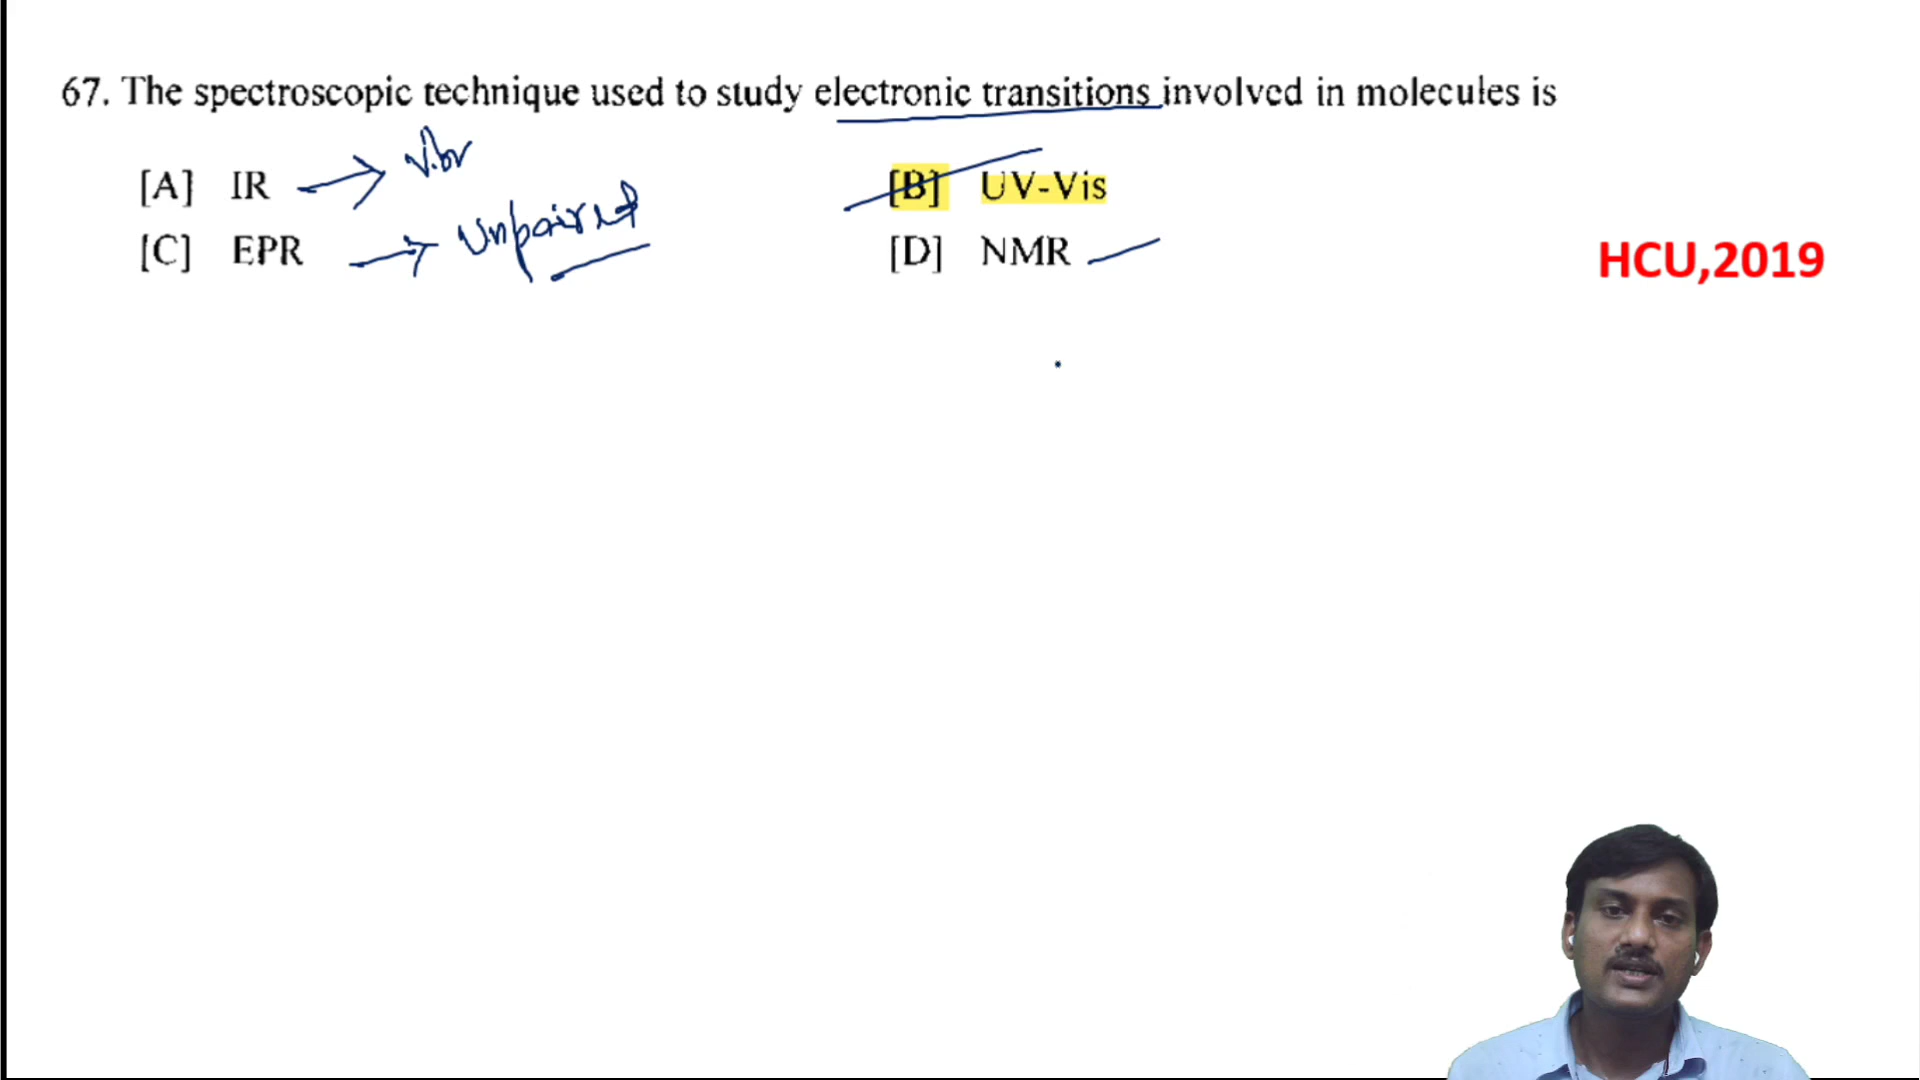 67. The spectroscopic technique used to study electronic transitions involved in molecules is
[A] IR → Vibr
[B] UV-Vis
[C] EPR → Unpaired
[D] NMR
HCU,2019